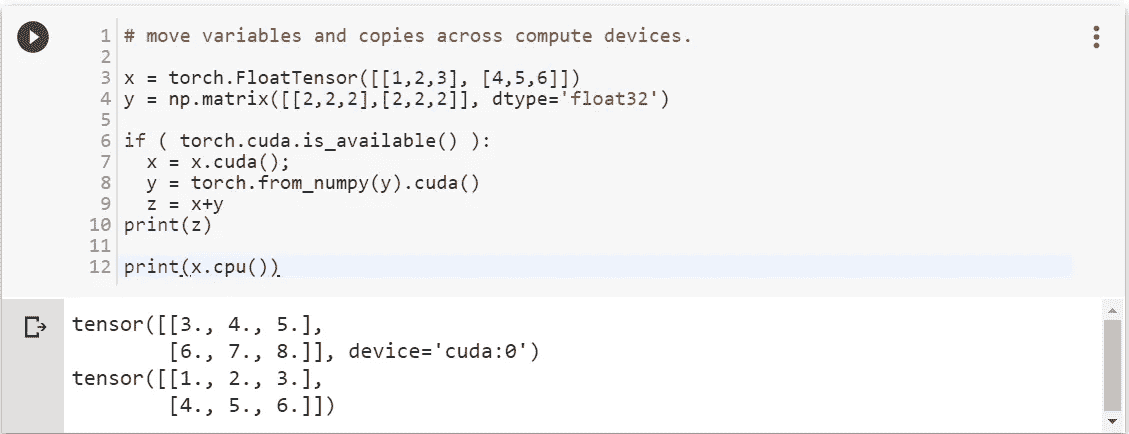 1 # move variables and copies across compute devices.
2
3 x = torch.FloatTensor([[1,2,3], [4,5,6]])
4 y = np.matrix([[2,2,2],[2,2,2]], dtype='float32')
5
6 if ( torch.cuda.is_available() ):
7   x = x.cuda();
8   y = torch.from_numpy(y).cuda()
9   z = x+y
10 print(z)
11
12 print(x.cpu())
tensor([[3., 4., 5.],
        [6., 7., 8.]], device='cuda:0')
tensor([[1., 2., 3.],
        [4., 5., 6.]])